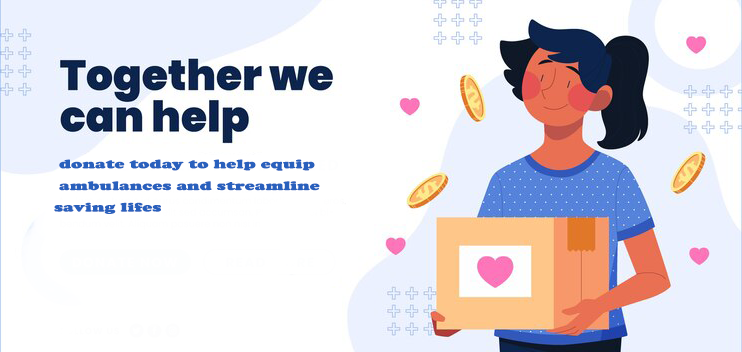 Together we
can help
donate today to help equip
ambulances and streamline
saving lifes